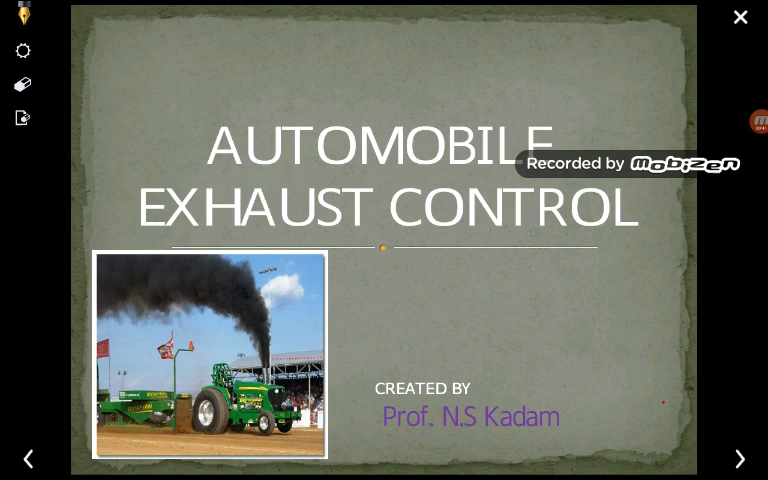 AUTOMOBILE
EXHAUST CONTROL
Recorded by mobizen
CREATED BY
Prof. N.S Kadam